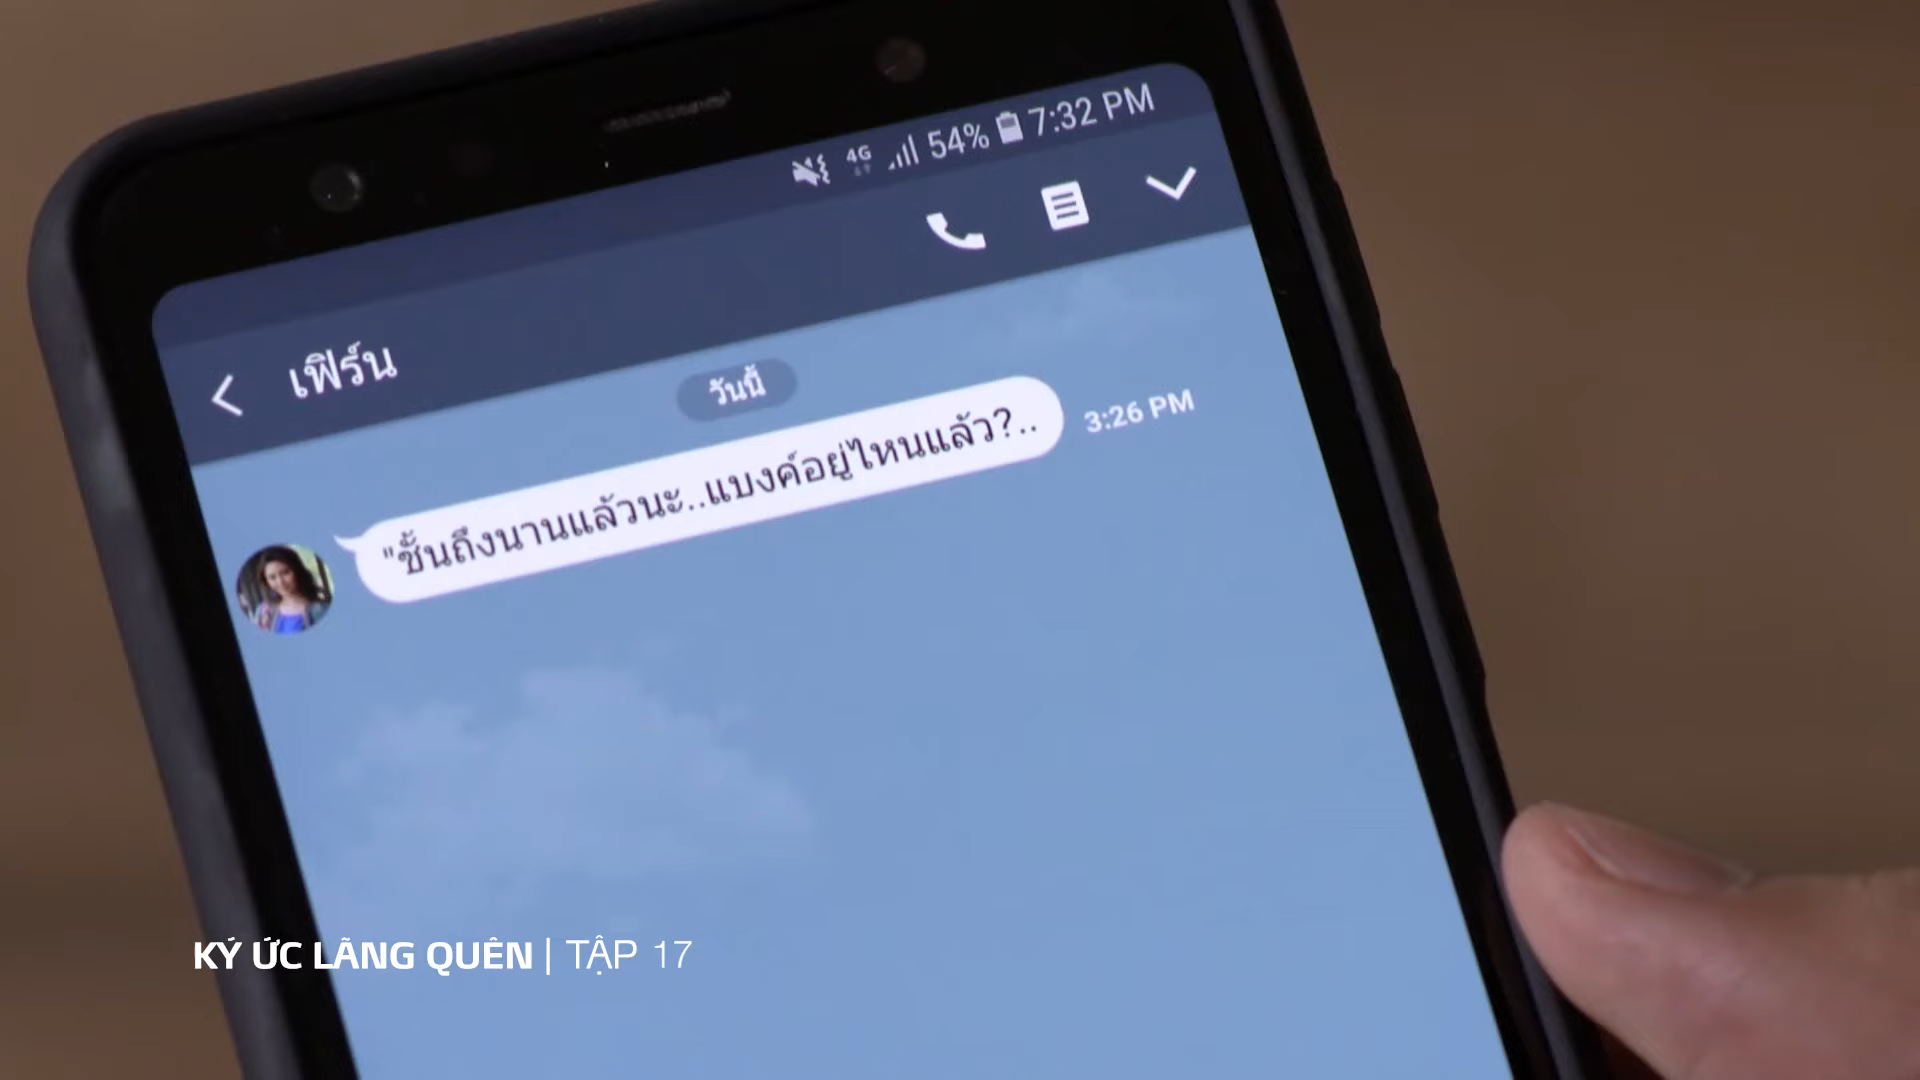 4G 54% 7:32 PM
เฟิร์น
วันนี้
"ชั้นถึงนานแล้วนะ..แบงค์อยู่ไหนแล้ว?..
3:26 PM
KÝ ỨC LÃNG QUÊN | TẬP 17